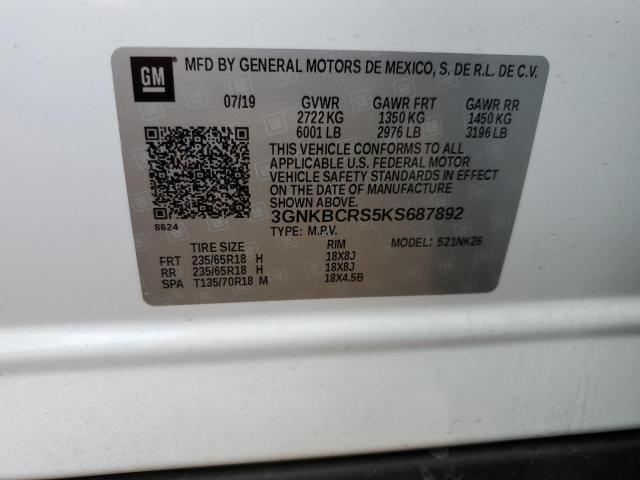 GM MFD BY GENERAL MOTORS DE MEXICO, S. DE R.L. DE C.V.
07/19 GVWR GAWR FRT GAWR RR
2722 KG 1350 KG 1450 KG
6001 LB 2976 LB 3196 LB
THIS VEHICLE CONFORMS TO ALL
APPLICABLE U.S. FEDERAL MOTOR
VEHICLE SAFETY STANDARDS IN EFFECT
ON THE DATE OF MANUFACTURE
SHOWN ABOVE.
3GNKBCRS5KS687892
8624 TYPE: M.P.V. MODEL: 521NK26
TIRE SIZE RIM
FRT 235/65R18 H 18X8J
RR 235/65R18 H 18X8J
SPA T135/70R18 M 18X4.5B